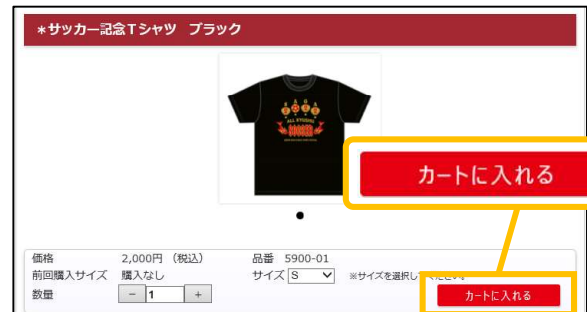 ＊サッカー記念Tシャツ ブラック
ALL KYUSHU
カートに入れる
価格 2,000円 (税込) 品番 5900-01
前回購入サイズ 購入なし サイズ S ※サイズを選択し
数量 － 1 ＋ カートに入れる